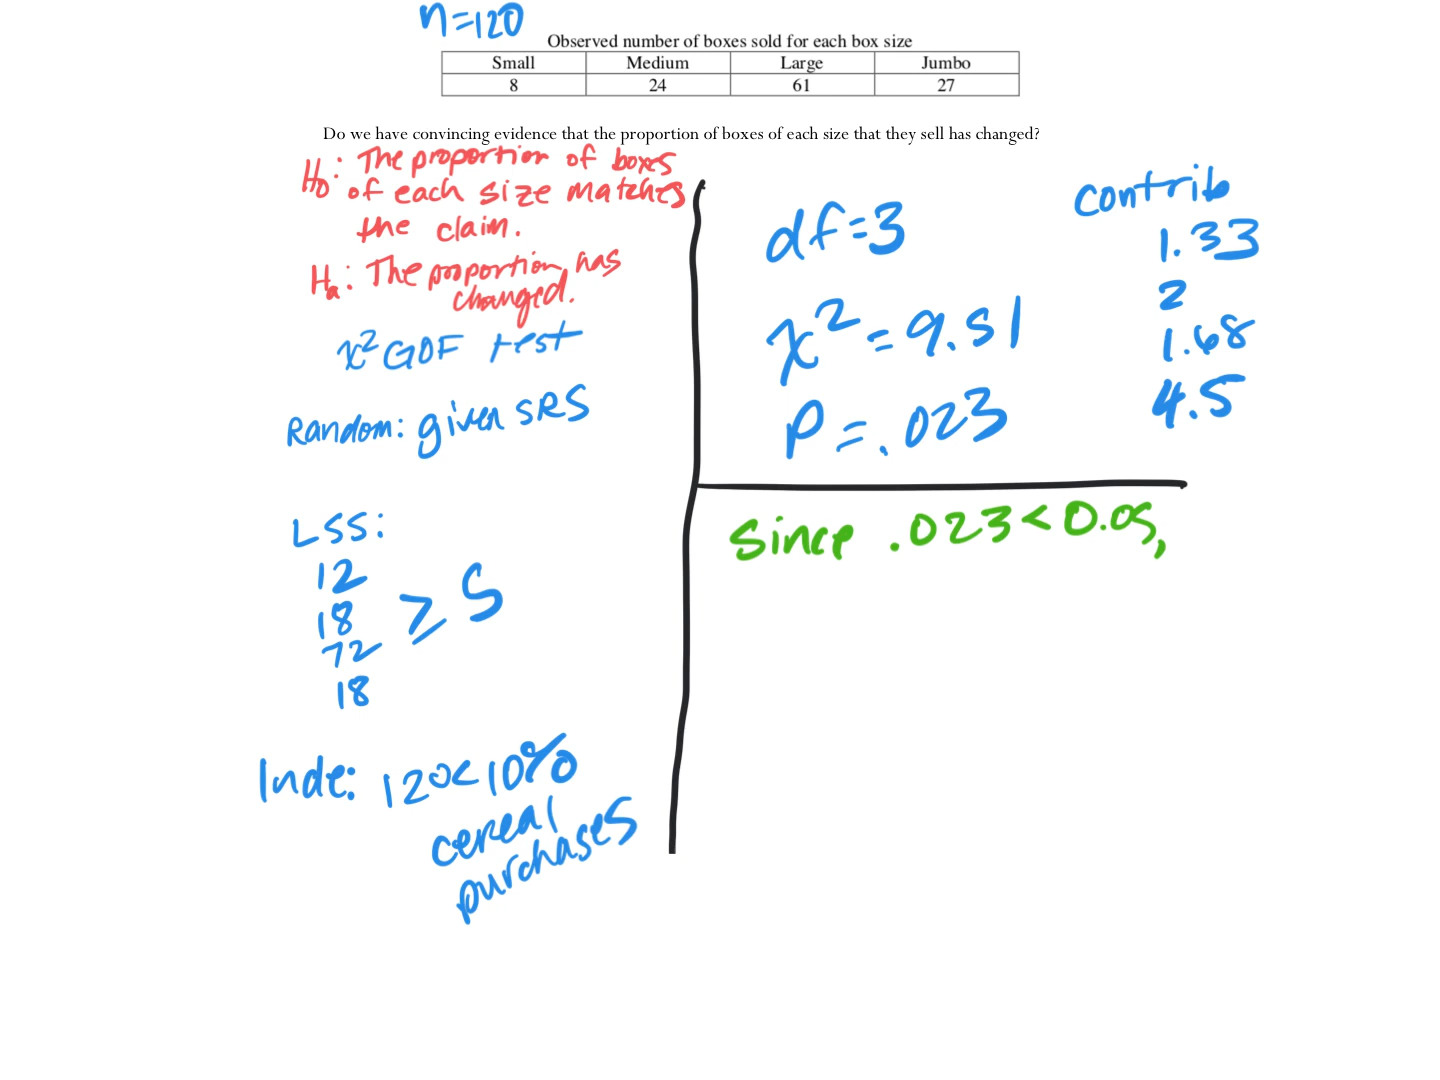 n=120
Observed number of boxes sold for each box size
Small Medium Large Jumbo
8 24 61 27
Do we have convincing evidence that the proportion of boxes of each size that they sell has changed?
H₀: The proportion of boxes
of each size matches
the claim.
Hₐ: The proportion has
changed.
χ² GOF test
Random: given SRS
LSS:
12
18 ≥ 5
72
18
Inde: 120<10%
cereal
purchases
df=3
χ²=9.51
P=.023
contrib
1.33
2
1.68
4.5
Since .023<0.05,